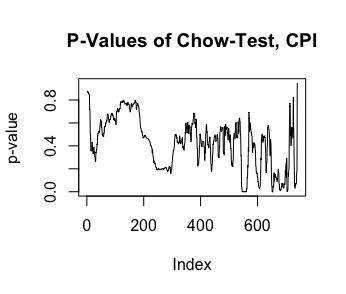 P-Values of Chow-Test, CPI
p-value
0.8
0.4
0.0
0 200 400 600
Index